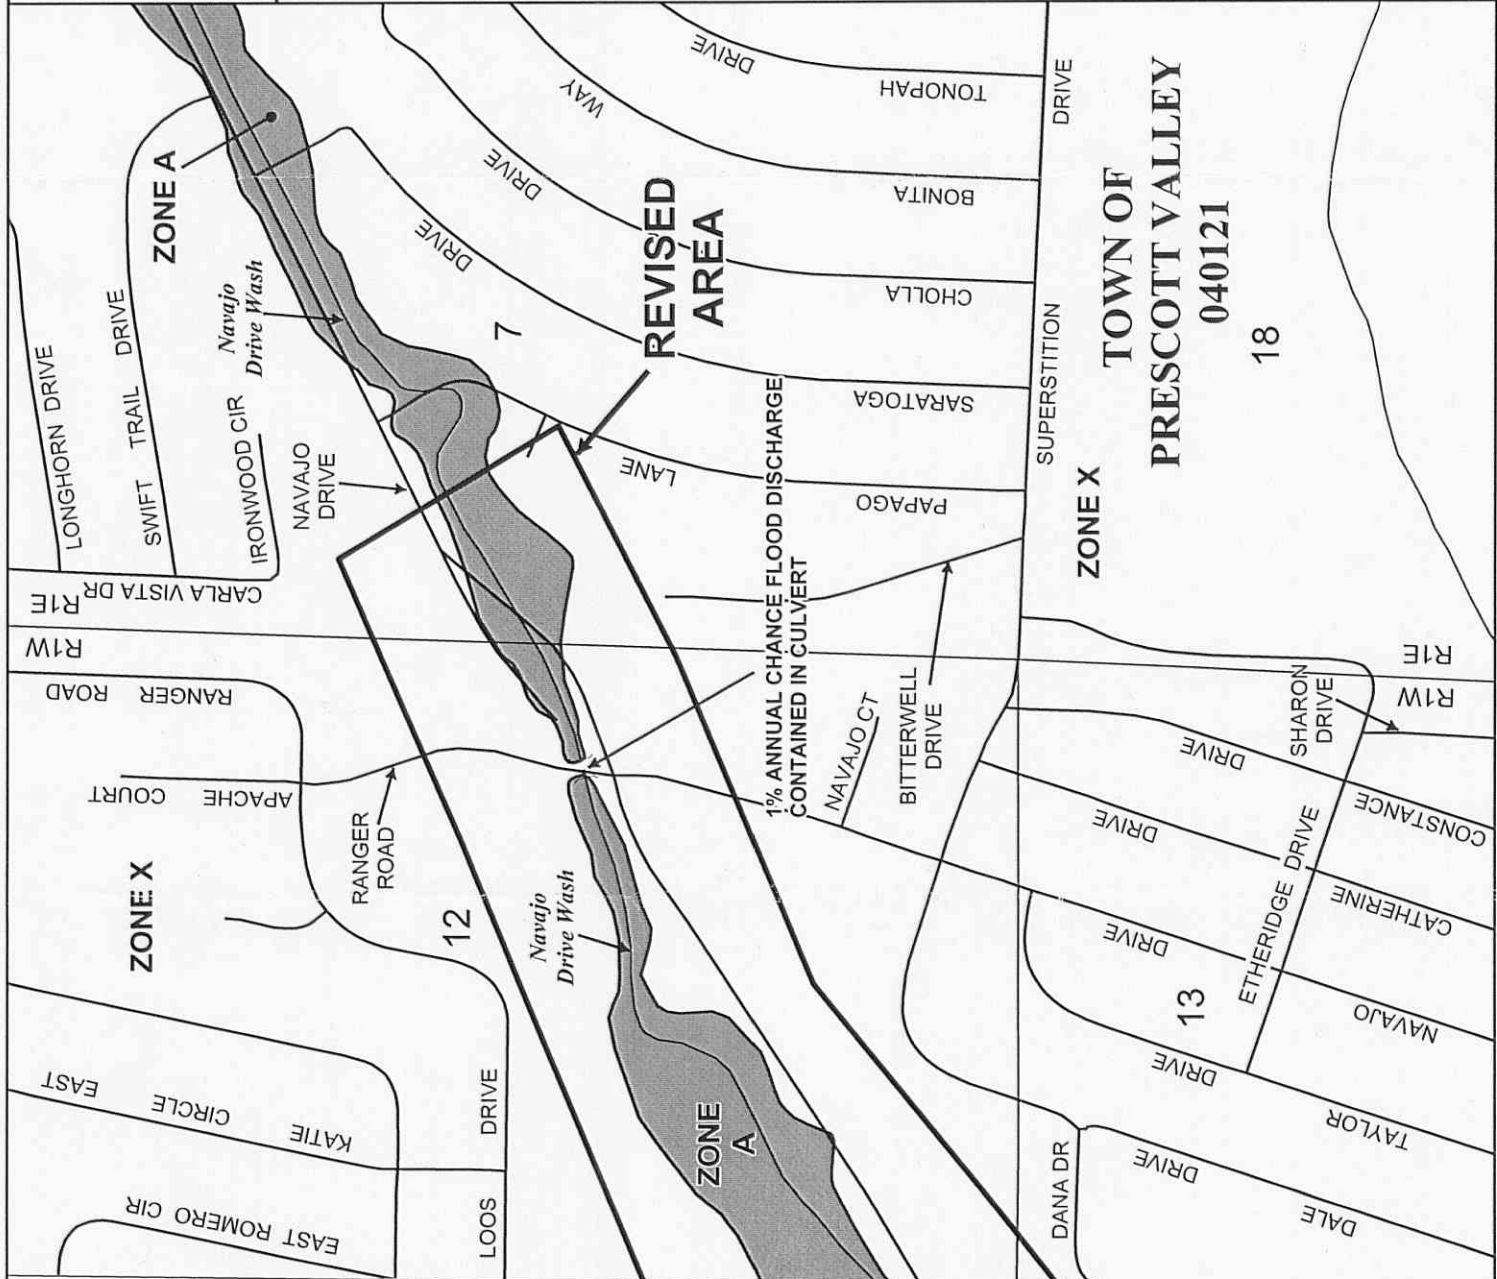 LONGHORN DRIVE
SWIFT TRAIL DRIVE
ZONE A
Navajo
Drive Wash
IRONWOOD CIR
NAVAJO
DRIVE
CARLA VISTA DR
R1E
R1W
RANGER ROAD
APACHE COURT
RANGER
ROAD
ZONE X
12
KATIE CIRCLE EAST
EAST ROMERO CIR
LOOS DRIVE
Navajo
Drive Wash
ZONE
A
TONOPAH DRIVE
BONITA WAY
CHOLLA DRIVE
SARATOGA DRIVE
7
REVISED
AREA
PAPAGO LANE
1% ANNUAL CHANCE FLOOD DISCHARGE
CONTAINED IN CULVERT
NAVAJO CT
BITTERWELL
DRIVE
SUPERSTITION DRIVE
TOWN OF
PRESCOTT VALLEY
040121
18
ZONE X
R1E
R1W
SHARON
DRIVE
CONSTANCE DRIVE
CATHERINE DRIVE
ETHERIDGE DRIVE
NAVAJO DRIVE
13
TAYLOR DRIVE
DANA DR
DALE DRIVE